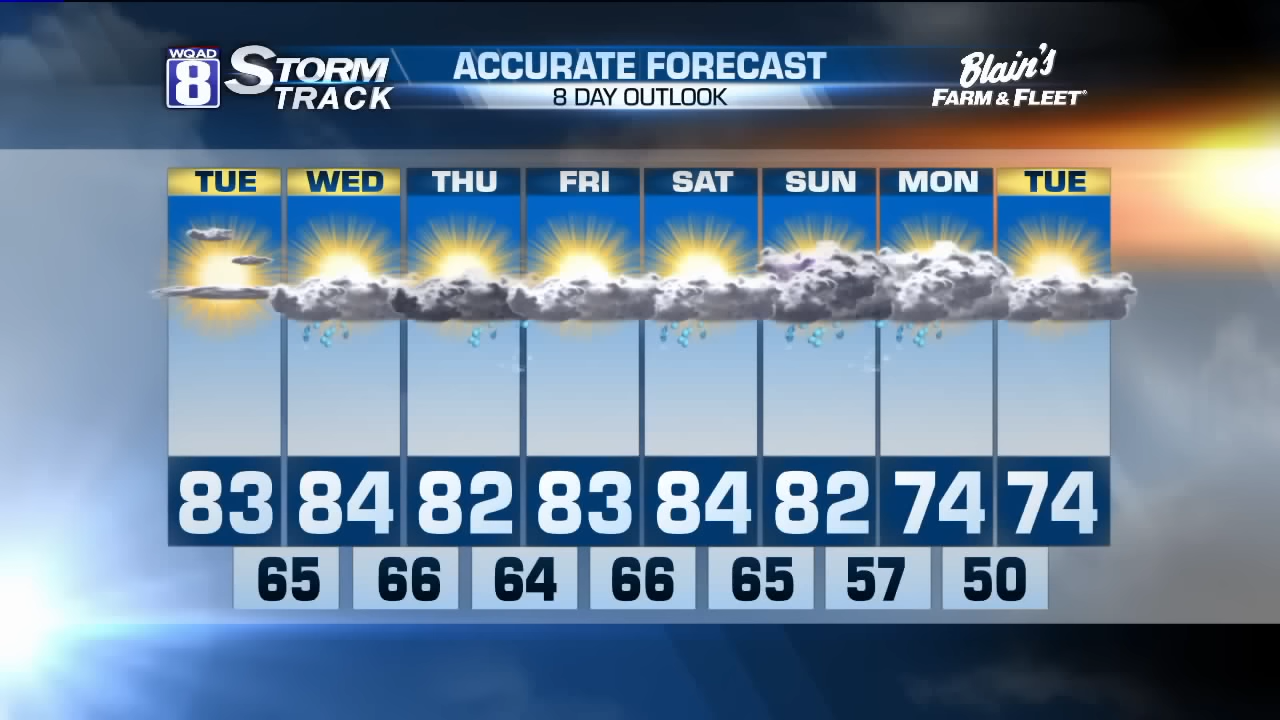 WQAD
8
STORM
TRACK
ACCURATE FORECAST
8 DAY OUTLOOK
Blain's
FARM & FLEET®
TUE WED THU FRI SAT SUN MON TUE
83 84 82 83 84 82 74 74
65 66 64 66 65 57 50